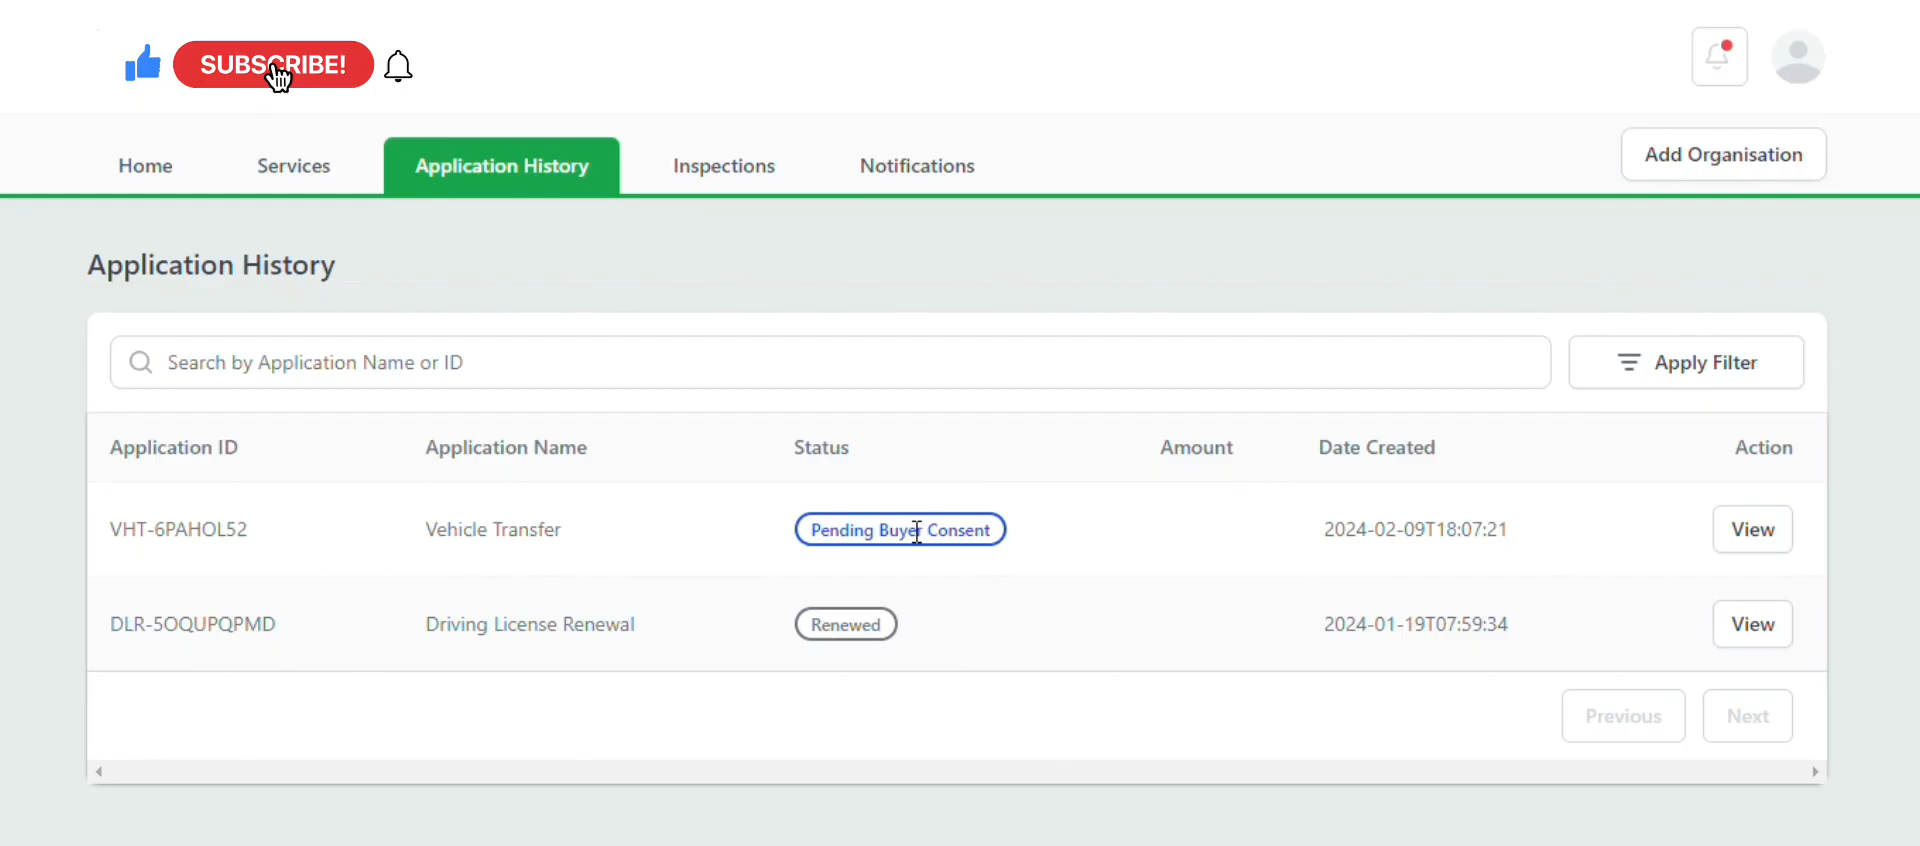 SUBSCRIBE!
Home Services Application History Inspections Notifications Add Organisation
Application History
Search by Application Name or ID Apply Filter
Application ID Application Name Status Amount Date Created Action
VHT-6PAHOL52 Vehicle Transfer Pending Buyer Consent 2024-02-09T18:07:21 View
DLR-5OQUPQPMD Driving License Renewal Renewed 2024-01-19T07:59:34 View
Previous Next